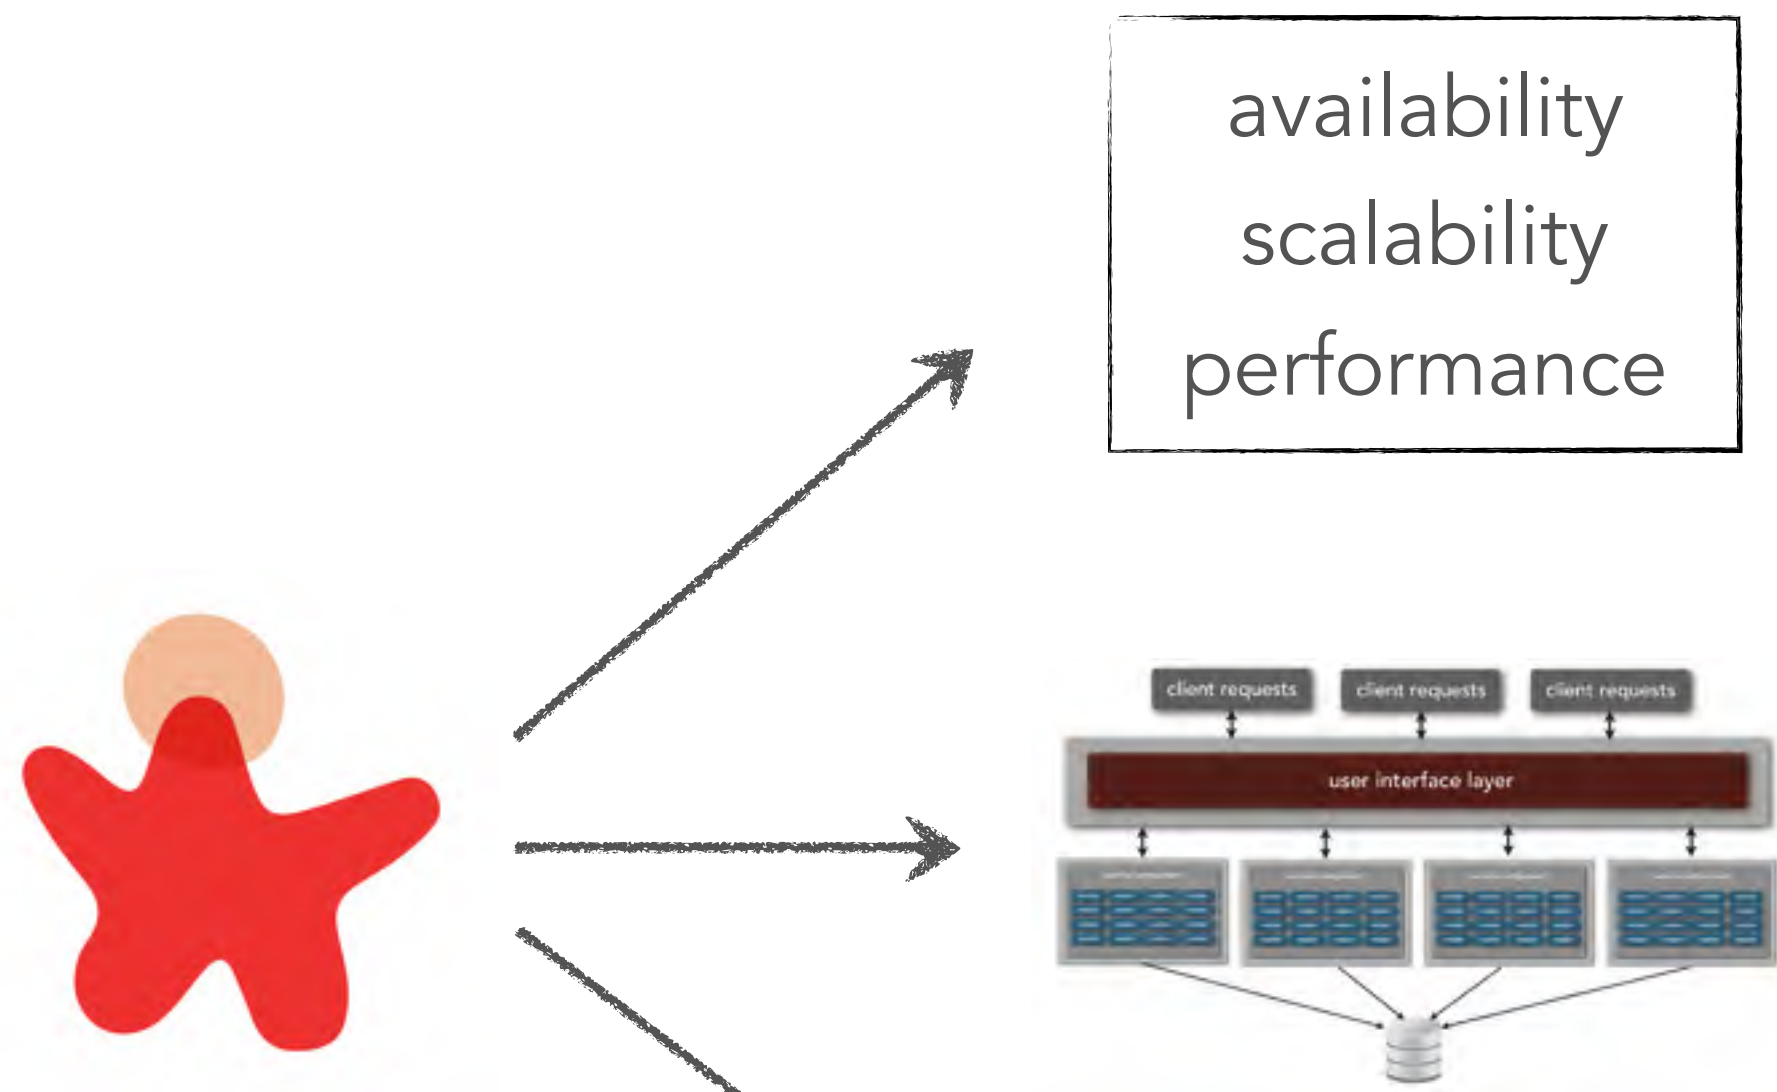 availability
scalability
performance
client requests client requests client requests
user interface layer